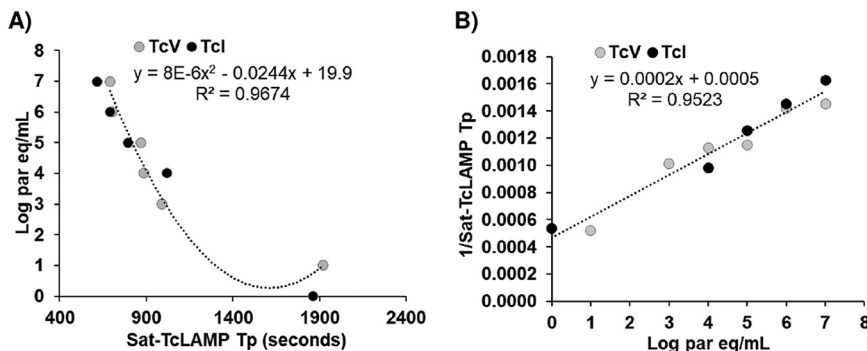 A)
TcV TcI
y = 8E-6x² - 0.0244x + 19.9
R² = 0.9674
Log par eq/mL
8
7
6
5
4
3
2
1
0
400 900 1400 1900 2400
Sat-TcLAMP Tp (seconds)
B)
TcV TcI
y = 0.0002x + 0.0005
R² = 0.9523
1/Sat-TcLAMP Tp
0.0018
0.0016
0.0014
0.0012
0.0010
0.0008
0.0006
0.0004
0.0002
0.0000
0 1 2 3 4 5 6 7 8
Log par eq/mL